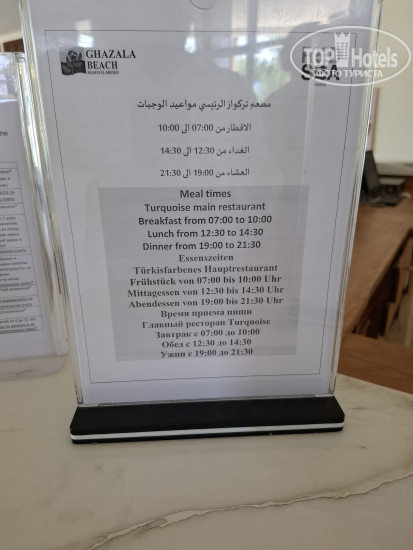 GHAZALA
BEACH
TOPHotels
ФОТО ТУРИСТА
مطعم تركواز الرئيسي مواعيد الوجبات
الافطار من 07:00 الى 10:00
الغداء من 12:30 الى 14:30
العشاء من 19:00 الى 21:30
Meal times
Turquoise main restaurant
Breakfast from 07:00 to 10:00
Lunch from 12:30 to 14:30
Dinner from 19:00 to 21:30
Essenszeiten
Türkisfarbenes Hauptrestaurant
Frühstück von 07:00 bis 10:00 Uhr
Mittagessen von 12:30 bis 14:30 Uhr
Abendessen von 19:00 bis 21:30 Uhr
Время приема пищи
Главный ресторан Turquoise
Завтрак с 07:00 до 10:00
Обед с 12:30 до 14:30
Ужин с 19:00 до 21:30